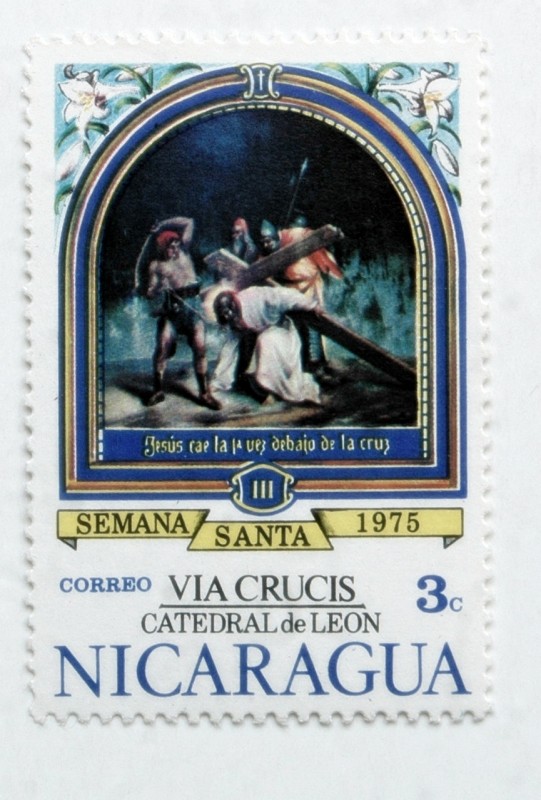 Jesús cae la 1ª vez debajo de la cruz
III
SEMANA SANTA 1975
CORREO VIA CRUCIS 3c
CATEDRAL de LEON
NICARAGUA